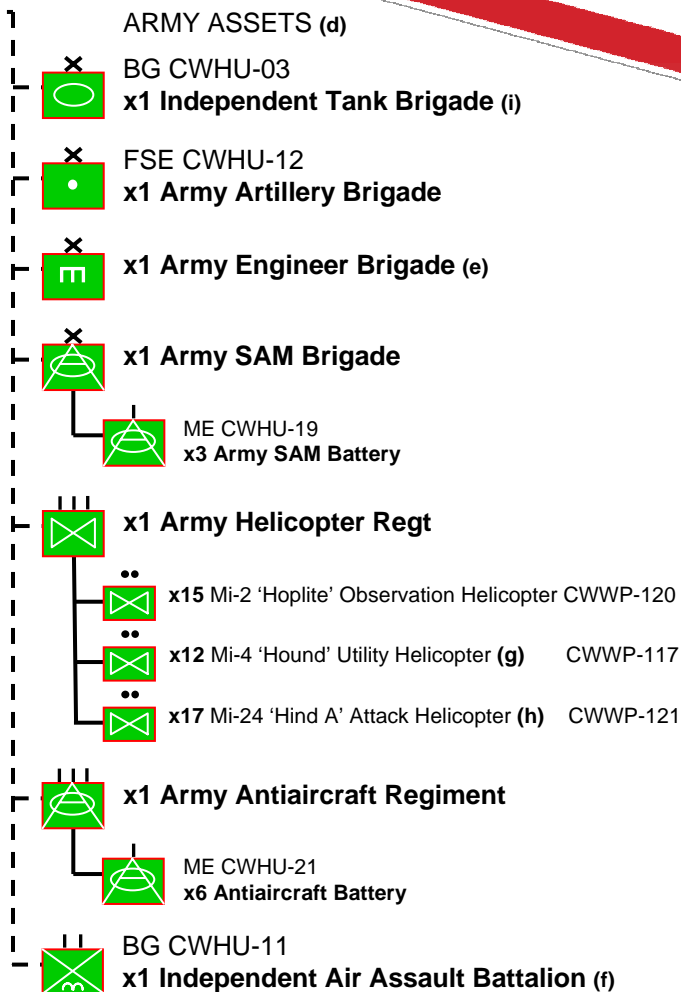 ARMY ASSETS (d)
BG CWHU-03
x1 Independent Tank Brigade (i)
FSE CWHU-12
x1 Army Artillery Brigade
x1 Army Engineer Brigade (e)
x1 Army SAM Brigade
ME CWHU-19
x3 Army SAM Battery
x1 Army Helicopter Regt
x15 Mi-2 ‘Hoplite’ Observation Helicopter CWWP-120
x12 Mi-4 ‘Hound’ Utility Helicopter (g) CWWP-117
x17 Mi-24 ‘Hind A’ Attack Helicopter (h) CWWP-121
x1 Army Antiaircraft Regiment
ME CWHU-21
x6 Antiaircraft Battery
BG CWHU-11
x1 Independent Air Assault Battalion (f)